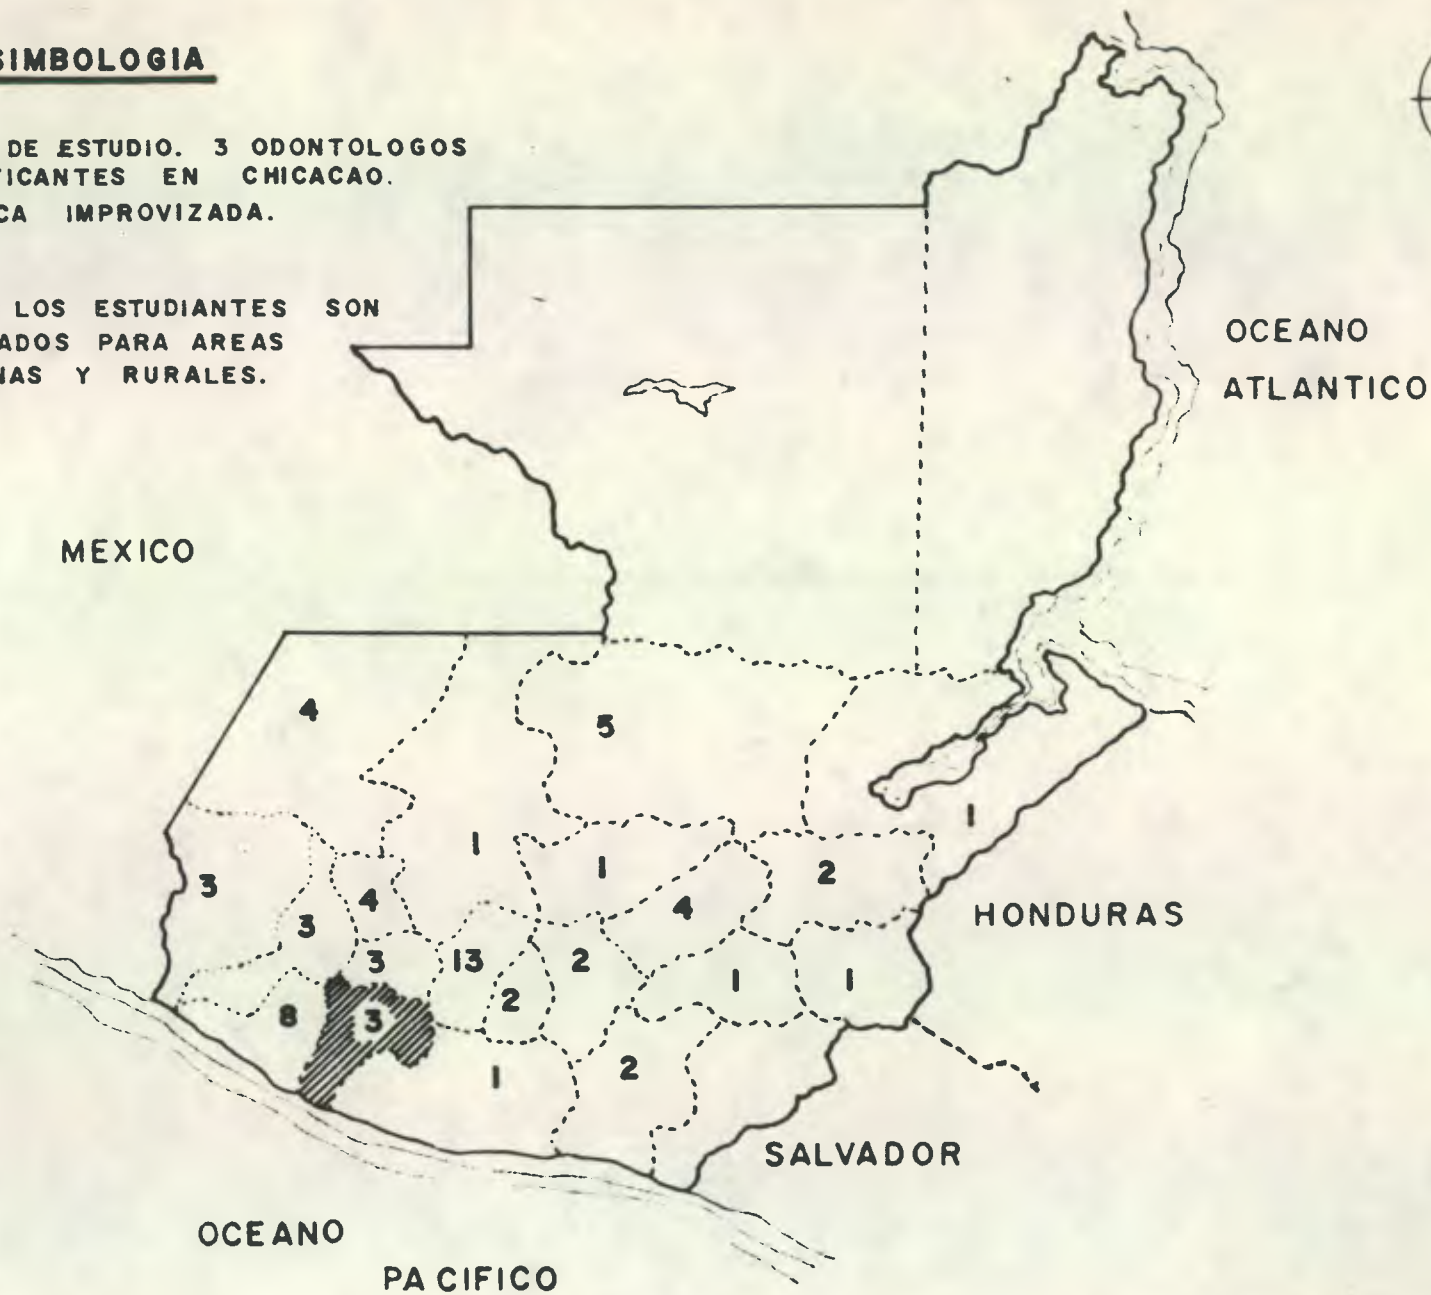 SIMBOLOGIA
DE ESTUDIO. 3 ODONTOLOGOS
TICANTES EN CHICACAO.
CA IMPROVIZADA.
LOS ESTUDIANTES SON
ADOS PARA AREAS
NAS Y RURALES.
OCEANO
ATLANTICO
MEXICO
4
5
1
1
1
2
3
4
4
3
HONDURAS
3
13
2
1
1
2
8
3
1
2
SALVADOR
OCEANO
PACIFICO